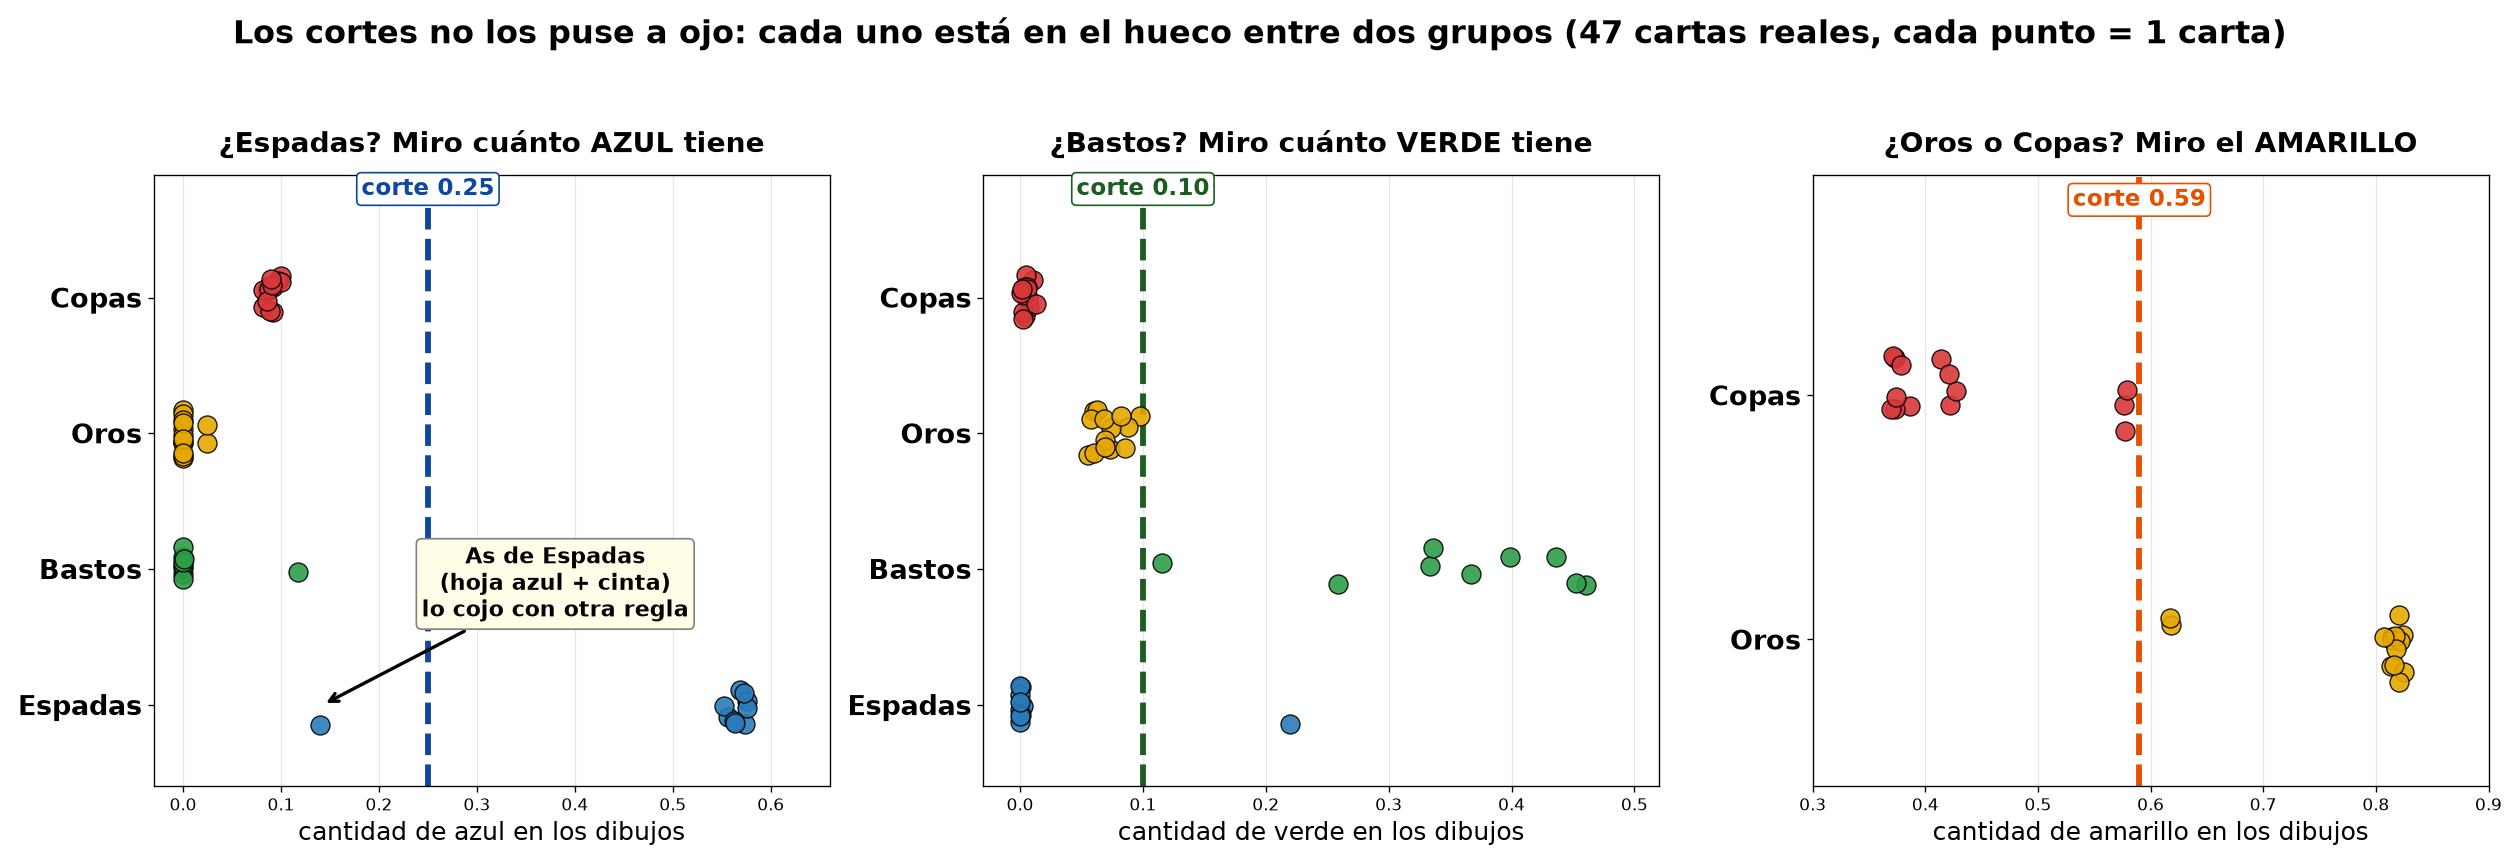 Los cortes no los puse a ojo: cada uno está en el hueco entre dos grupos (47 cartas reales, cada punto = 1 carta)
¿Espadas? Miro cuánto AZUL tiene
corte 0.25
Copas
Oros
Bastos
Espadas
As de Espadas
(hoja azul + cinta)
lo cojo con otra regla
0.0 0.1 0.2 0.3 0.4 0.5 0.6
cantidad de azul en los dibujos
¿Bastos? Miro cuánto VERDE tiene
corte 0.10
Copas
Oros
Bastos
Espadas
0.0 0.1 0.2 0.3 0.4 0.5
cantidad de verde en los dibujos
¿Oros o Copas? Miro el AMARILLO
corte 0.59
Copas
Oros
0.3 0.4 0.5 0.6 0.7 0.8 0.9
cantidad de amarillo en los dibujos